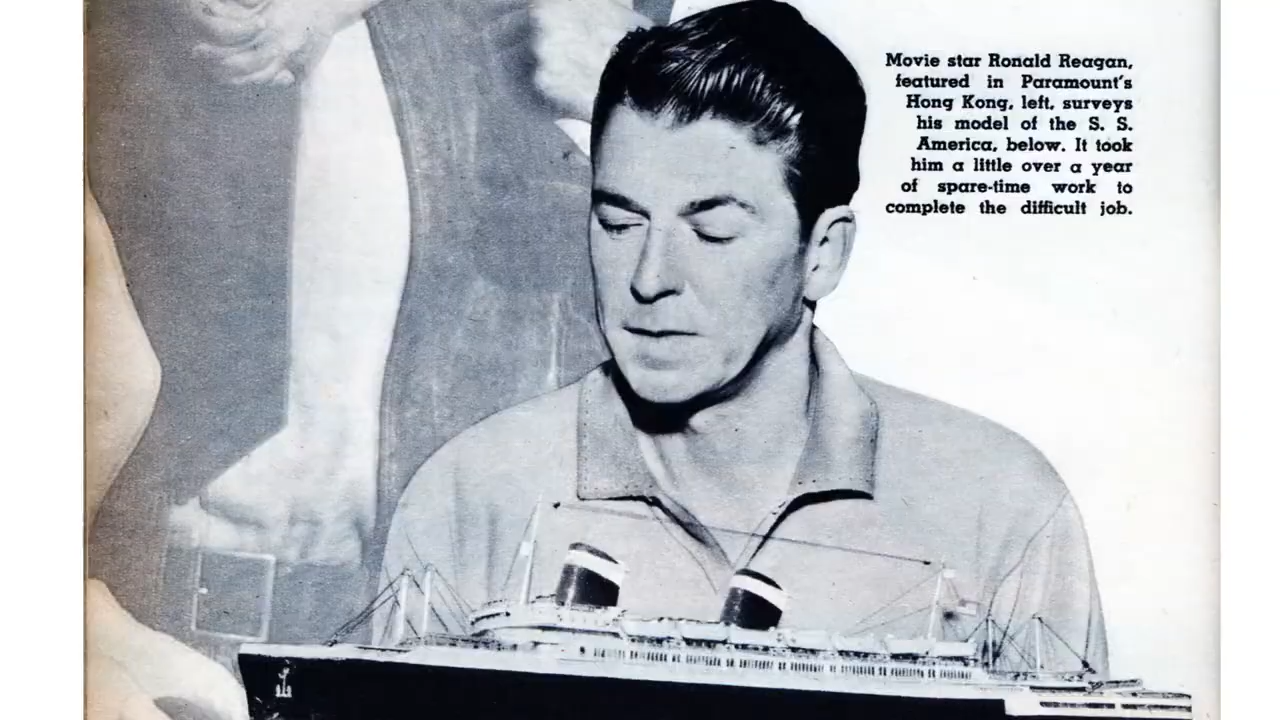 Movie star Ronald Reagan,
featured in Paramount's
Hong Kong, left, surveys
his model of the S. S.
America, below. It took
him a little over a year
of spare-time work to
complete the difficult job.